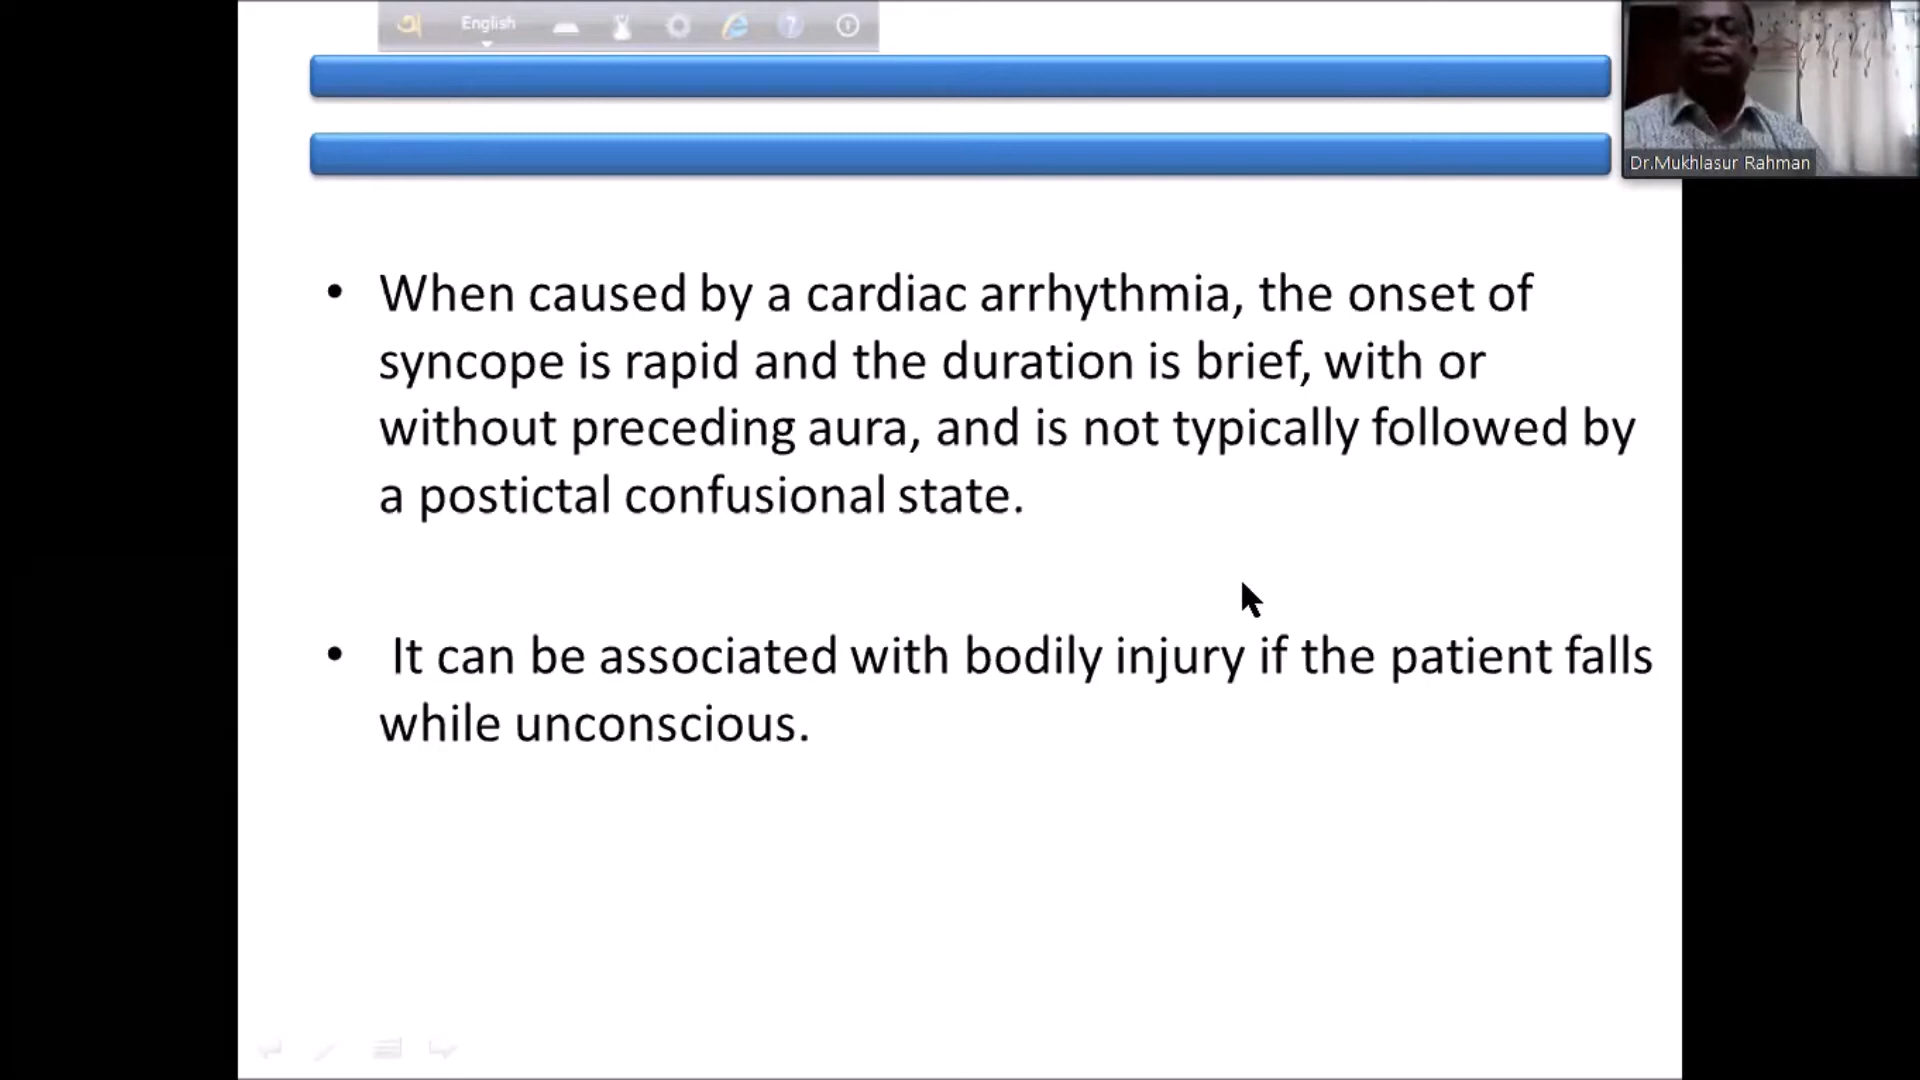 অ English
Dr.Mukhlasur Rahman
• When caused by a cardiac arrhythmia, the onset of
syncope is rapid and the duration is brief, with or
without preceding aura, and is not typically followed by
a postictal confusional state.
• It can be associated with bodily injury if the patient falls
while unconscious.